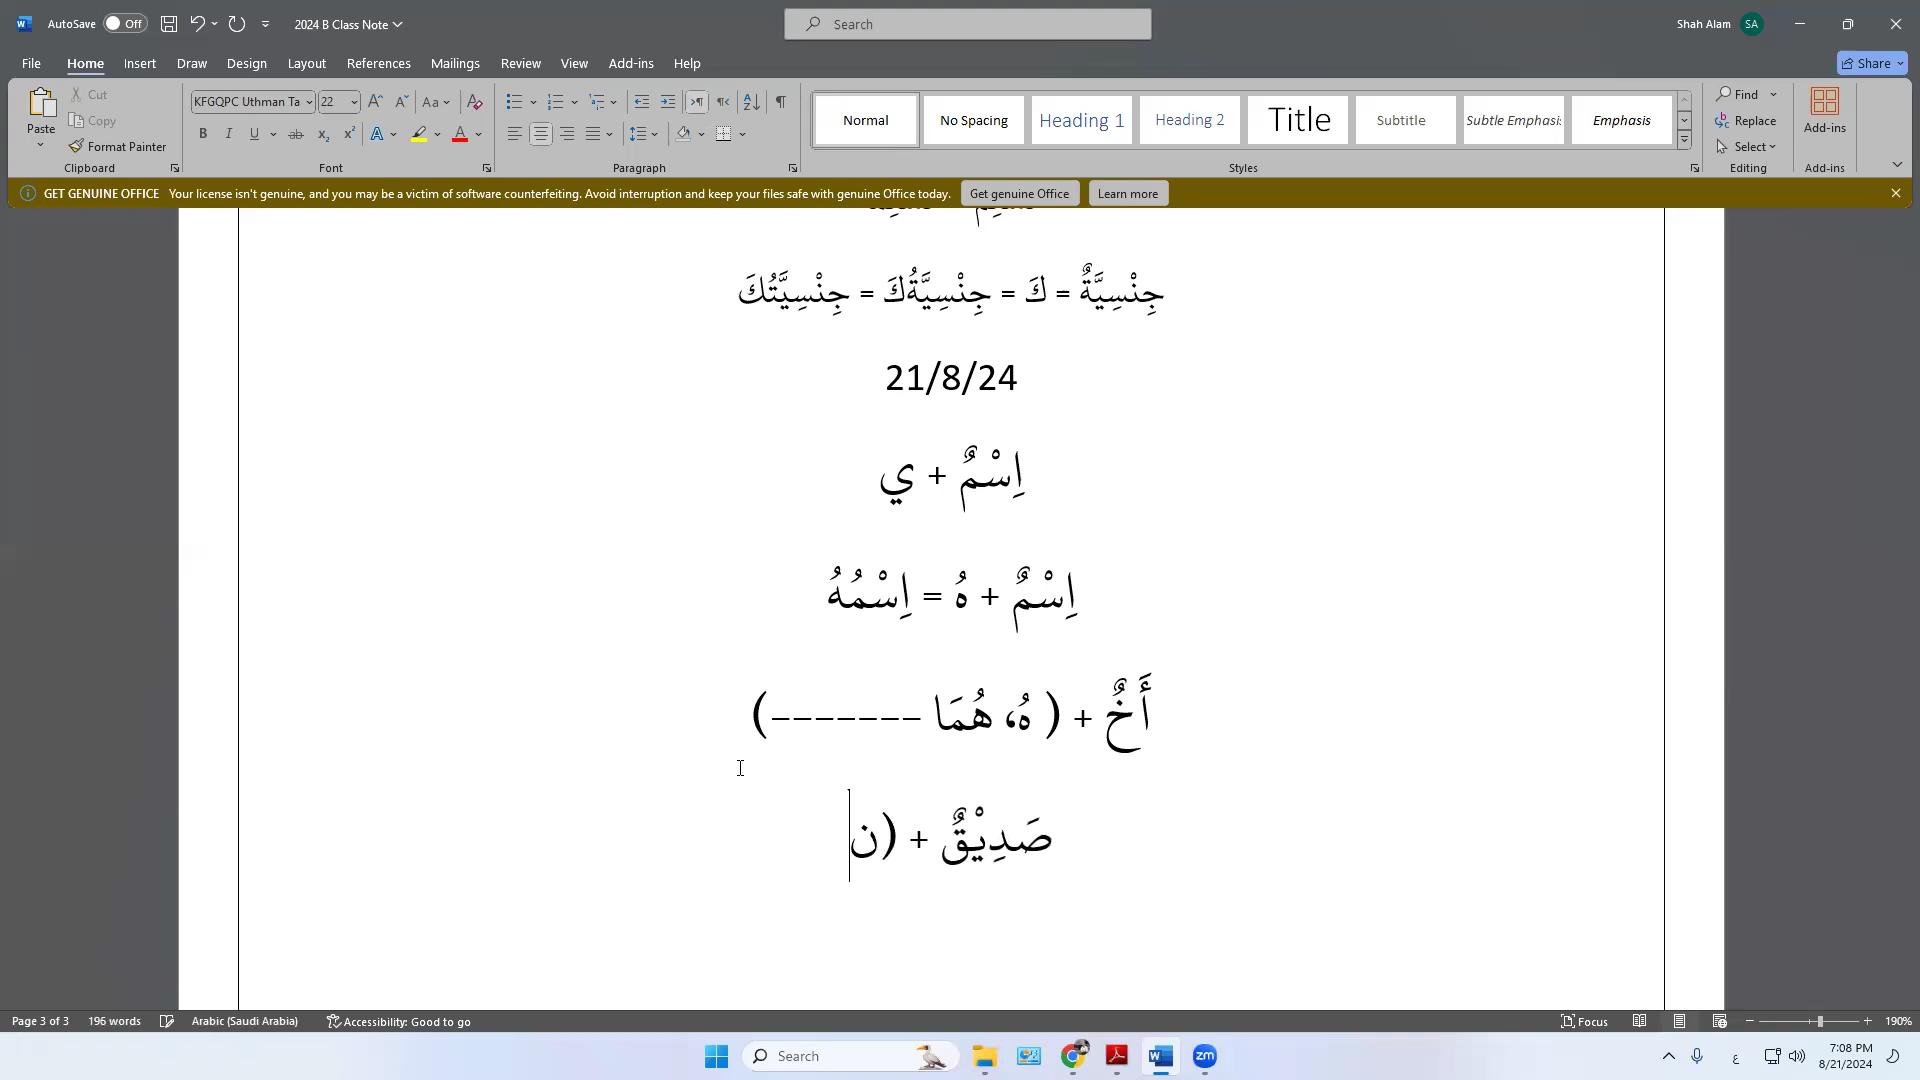 AutoSave Off 2024 B Class Note Search Shah Alam SA
File Home Insert Draw Design Layout References Mailings Review View Add-ins Help Share
Paste Cut Copy Format Painter Clipboard
KFGQPC Uthman Ta 22 Aa Font
Paragraph
Normal No Spacing Heading 1 Heading 2 Title Subtitle Subtle Emphasis Emphasis Styles
Find Replace Select Editing
Add-ins Add-ins
GET GENUINE OFFICE Your license isn't genuine, and you may be a victim of software counterfeiting. Avoid interruption and keep your files safe with genuine Office today. Get genuine Office Learn more
جِنْسِيَّةٌ = كَ = جِنْسِيَّةُكَ = جِنْسِيَّتُكَ
21/8/24
اِسْمٌ + ي
اِسْمٌ + هُ = اِسْمُهُ
أَخٌ + ( هُ، هُمَا -------)
صَدِيْقٌ + (ن
Page 3 of 3 196 words Arabic (Saudi Arabia) Accessibility: Good to go Focus 190%
Search zm ع 7:08 PM
8/21/2024